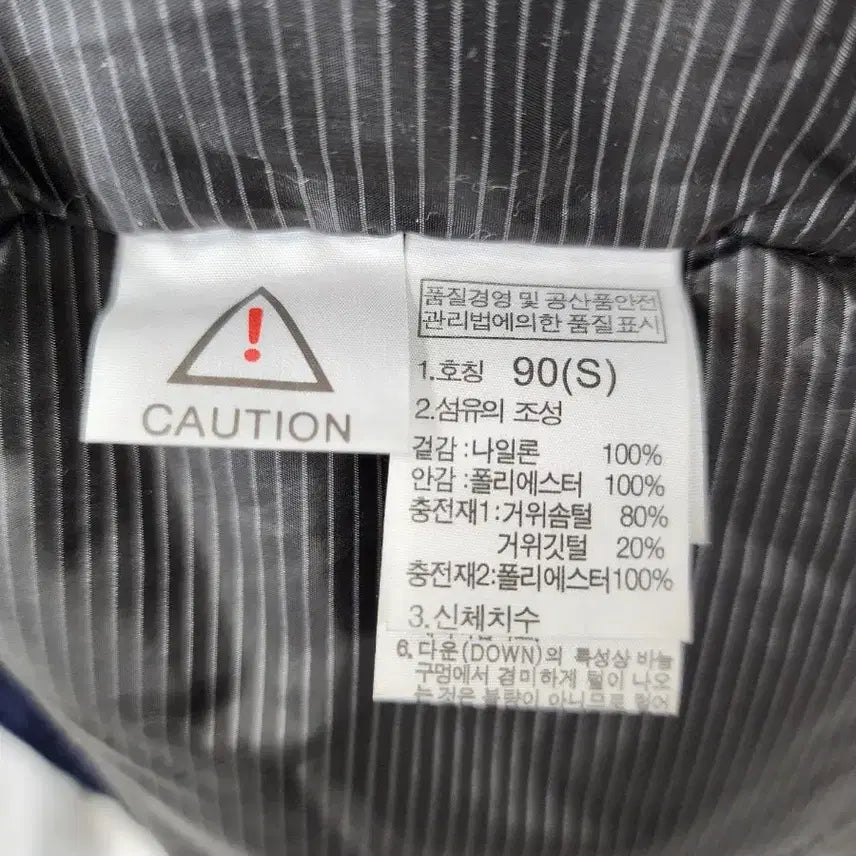 !
CAUTION
품질경영 및 공산품안전
관리법에의한 품질표시
1.호칭 90(S)
2.섬유의 조성
겉감:나일론 100%
안감:폴리에스터 100%
충전재1:거위솜털 80%
거위깃털 20%
충전재2:폴리에스터100%
3.신체치수
6.다운(DOWN)의 특성상 바늘
구멍에서 경미하게 털이 나오
는것은 불량이 아니므로